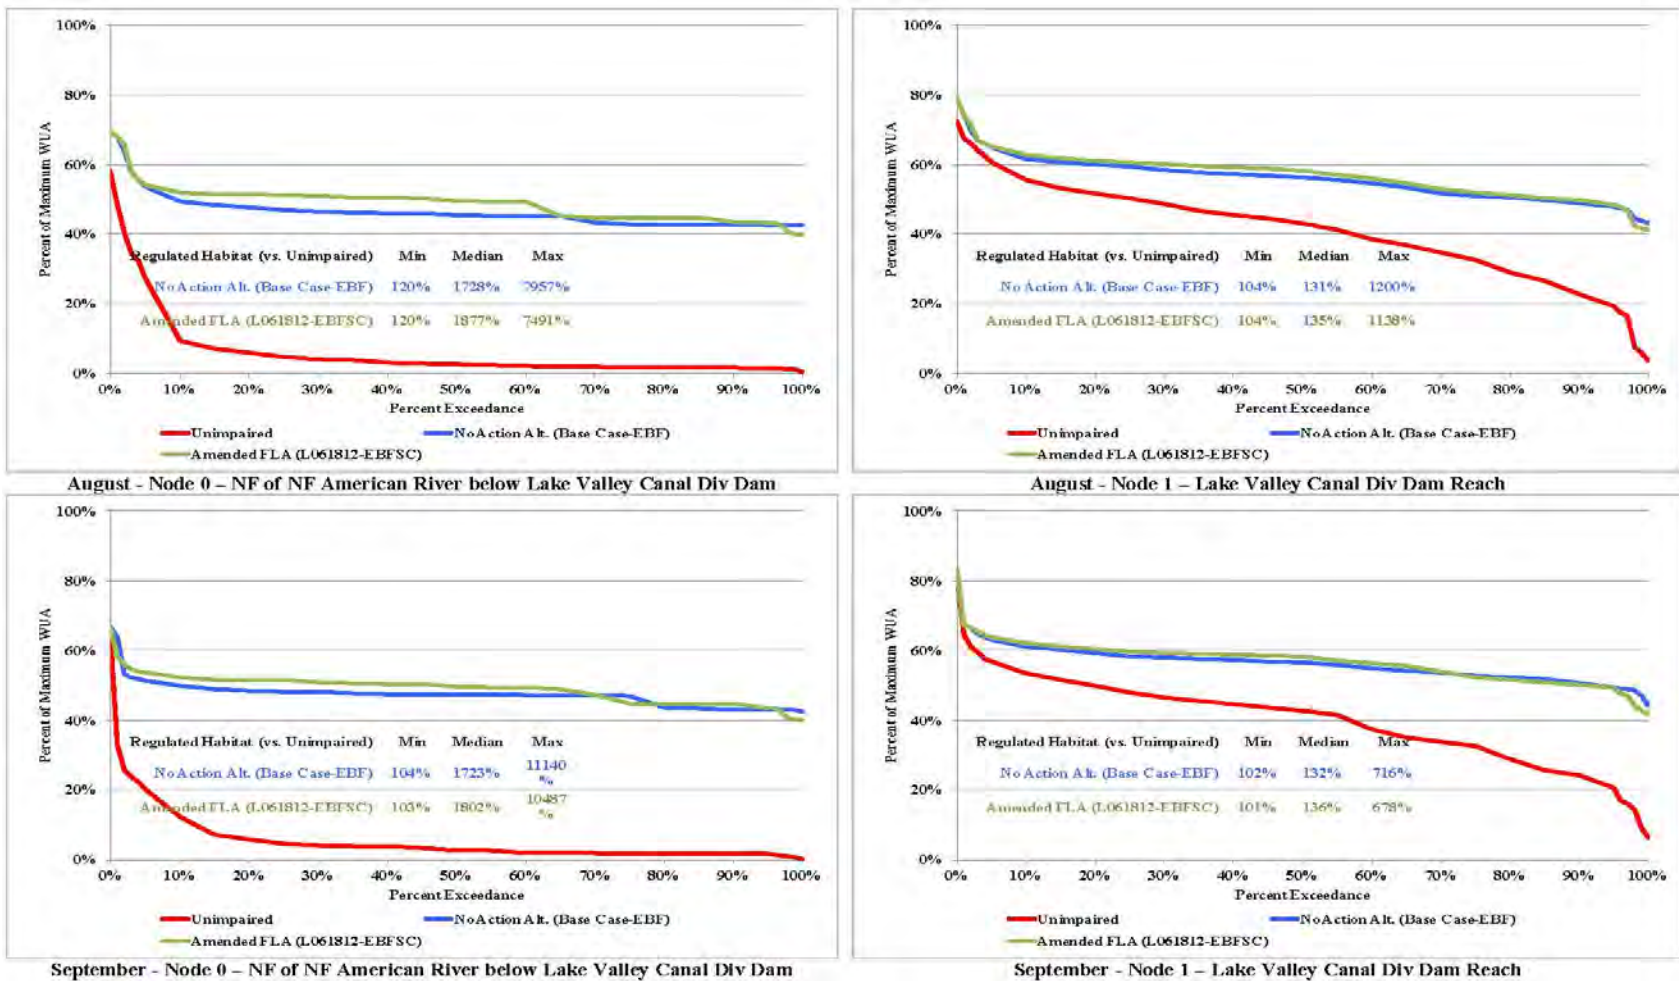 100%
80%
60%
40%
20%
0%
Percent of Maximum WUA
Regulated Habitat (vs. Unimpaired) Min Median Max
No Action Alt. (Base Case-EBF) 120% 1728% 7957%
Amended FLA (L061812-EBFSC) 120% 1877% 7491%
0% 10% 20% 30% 40% 50% 60% 70% 80% 90% 100%
Percent Exceedance
Unimpaired No Action Alt. (Base Case-EBF)
Amended FLA (L061812-EBFSC)
August - Node 0 – NF of NF American River below Lake Valley Canal Div Dam
100%
80%
60%
40%
20%
0%
Percent of Maximum WUA
Regulated Habitat (vs. Unimpaired) Min Median Max
No Action Alt. (Base Case-EBF) 104% 131% 1200%
Amended FLA (L061812-EBFSC) 104% 135% 1138%
0% 10% 20% 30% 40% 50% 60% 70% 80% 90% 100%
Percent Exceedance
Unimpaired No Action Alt. (Base Case-EBF)
Amended FLA (L061812-EBFSC)
August - Node 1 – Lake Valley Canal Div Dam Reach
100%
80%
60%
40%
20%
0%
Percent of Maximum WUA
Regulated Habitat (vs. Unimpaired) Min Median Max
No Action Alt. (Base Case-EBF) 104% 1723% 11140
%
Amended FLA (L061812-EBFSC) 103% 1802% 10487
%
0% 10% 20% 30% 40% 50% 60% 70% 80% 90% 100%
Percent Exceedance
Unimpaired No Action Alt. (Base Case-EBF)
Amended FLA (L061812-EBFSC)
September - Node 0 – NF of NF American River below Lake Valley Canal Div Dam
100%
80%
60%
40%
20%
0%
Percent of Maximum WUA
Regulated Habitat (vs. Unimpaired) Min Median Max
No Action Alt. (Base Case-EBF) 102% 132% 716%
Amended FLA (L061812-EBFSC) 101% 136% 678%
0% 10% 20% 30% 40% 50% 60% 70% 80% 90% 100%
Percent Exceedance
Unimpaired No Action Alt. (Base Case-EBF)
Amended FLA (L061812-EBFSC)
September - Node 1 – Lake Valley Canal Div Dam Reach